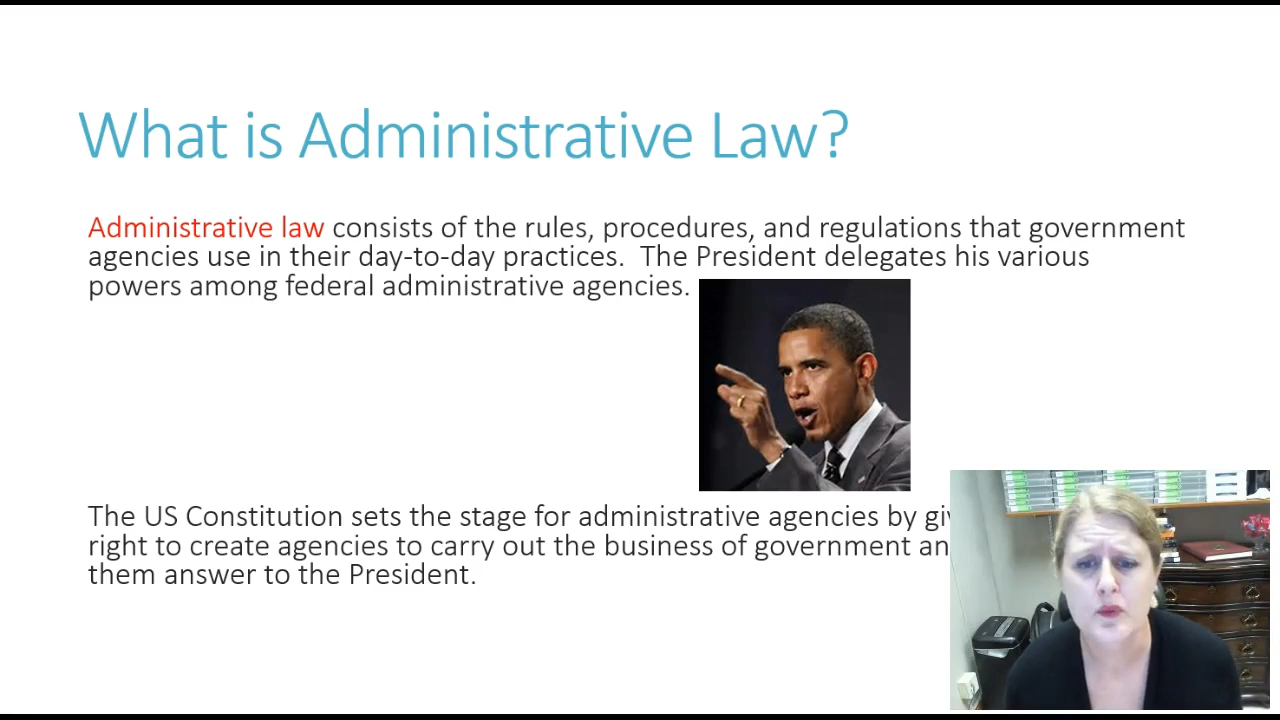 What is Administrative Law?
Administrative law consists of the rules, procedures, and regulations that government
agencies use in their day-to-day practices.  The President delegates his various
powers among federal administrative agencies.
The US Constitution sets the stage for administrative agencies by
right to create agencies to carry out the business of government
them answer to the President.